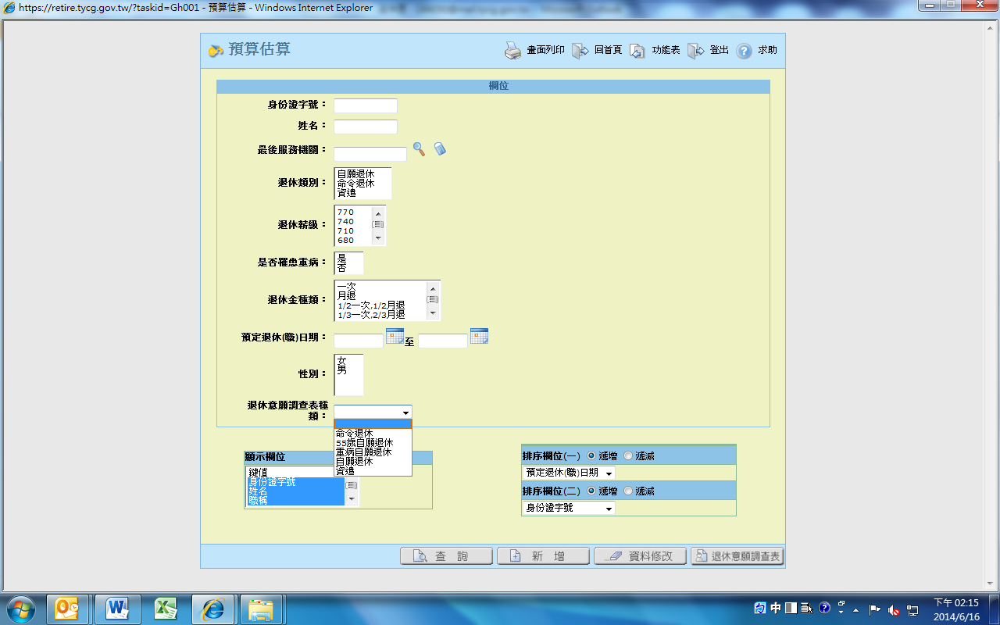 https://retire.tycg.gov.tw/?taskid=Gh001 - 預算估算 - Windows Internet Explorer
預算估算
畫面列印 回首頁 功能表 登出 求助
欄位
身份證字號：
姓名：
最後服務機關：
退休類別：
自願退休
命令退休
資遣
退休薪級：
770
740
710
680
是否罹患重病：
是
否
退休金種類：
一次
月退
1/2一次,1/2月退
1/3一次,2/3月退
預定退休(職)日期：
至
性別：
女
男
退休意願調查表種類：
命令退休
55歲自願退休
重病自願退休
自願退休
資遣
顯示欄位
鍵值
身份證字號
姓名
職稱
排序欄位(一) 遞增 遞減
預定退休(職)日期
排序欄位(二) 遞增 遞減
身份證字號
查 詢 新 增 資料修改 退休意願調查表
中
下午 02:15
2014/6/16